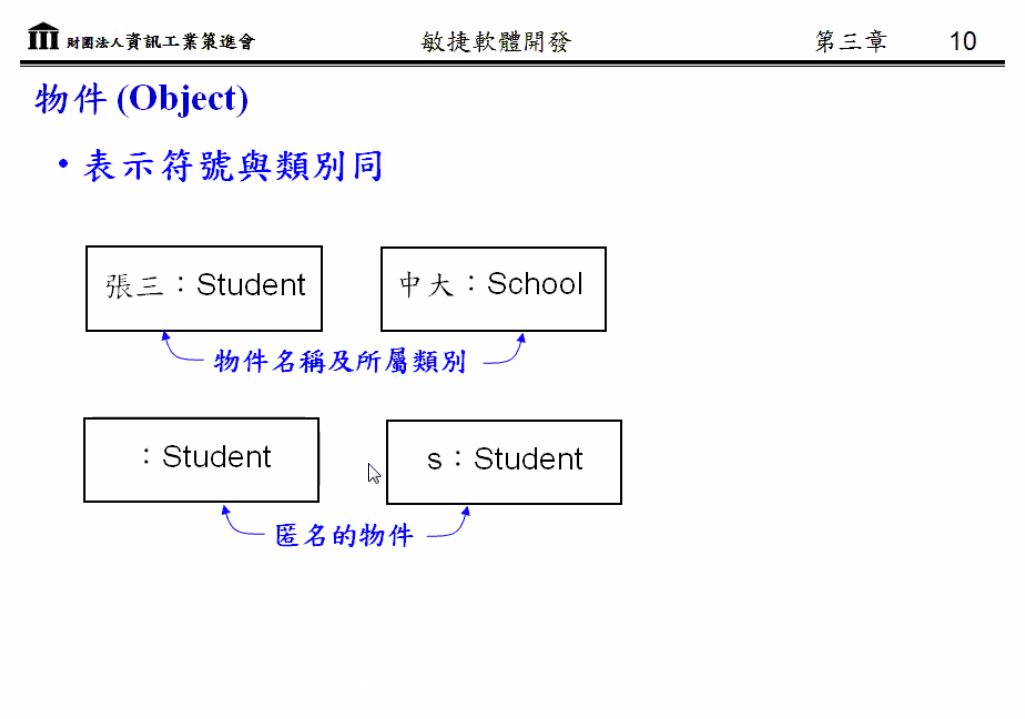 財團法人資訊工業策進會 敏捷軟體開發 第三章 10
物件 (Object)
• 表示符號與類別同
張三：Student 中大：School
物件名稱及所屬類別
：Student s：Student
匿名的物件